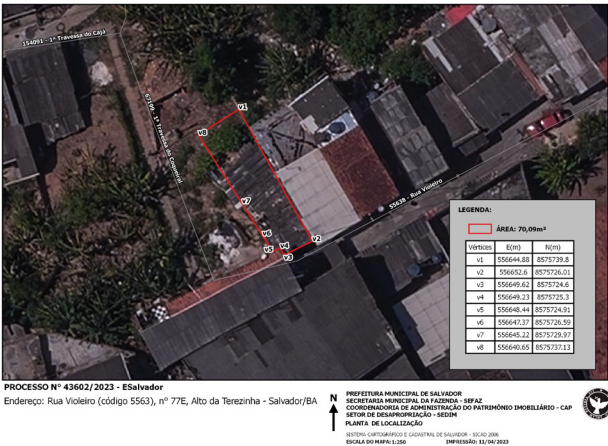 154091 - 1ª Travessa do Cajá
67199 - 1ª Travessa do Coqueiral
55638 - Rua Violeiro
v1
v8
v7
v6
v5
v4
v3
v2
LEGENDA:
ÁREA: 70,09m²
Vértices E(m) N(m)
v1 556644.88 8575739.8
v2 556652.6 8575726.01
v3 556649.62 8575724.6
v4 556649.23 8575725.3
v5 556648.44 8575724.91
v6 556647.37 8575726.59
v7 556645.22 8575729.97
v8 556640.65 8575737.13
PROCESSO N° 43602/2023 - ESalvador
Endereço: Rua Violeiro (código 5563), n° 77E, Alto da Terezinha - Salvador/BA
N
PREFEITURA MUNICIPAL DE SALVADOR
SECRETARIA MUNICIPAL DA FAZENDA - SEFAZ
COORDENADORIA DE ADMINISTRAÇÃO DO PATRIMÔNIO IMOBILIÁRIO - CAP
SETOR DE DESAPROPRIAÇÃO - SEDIM
PLANTA DE LOCALIZAÇÃO
SISTEMA CARTOGRÁFICO E CADASTRAL DE SALVADOR - SICAD 2006
ESCALA DO MAPA: 1:250 IMPRESSÃO: 11/04/2023